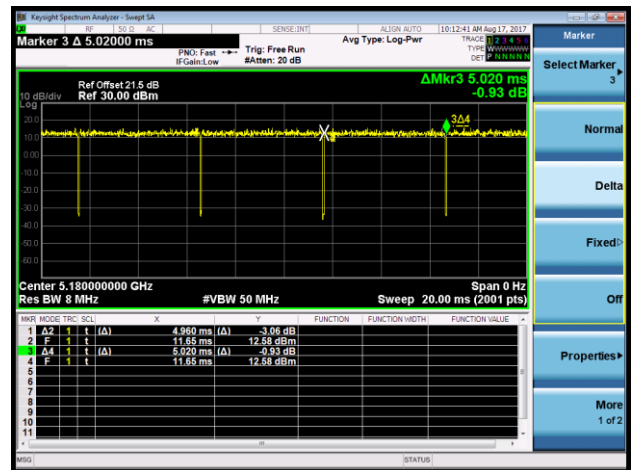 Keysight Spectrum Analyzer - Swept SA
RF 50 Ω AC SENSE:INT ALIGN AUTO 10:12:41 AM Aug 17, 2017
Marker 3 Δ 5.02000 ms
PNO: Fast
IFGain:Low
Trig: Free Run
#Atten: 20 dB
Avg Type: Log-Pwr
TRACE 1 2 3 4 5 6
TYPE WWWWWW
DET P NNNNN
Ref Offset 21.5 dB
10 dB/div Ref 30.00 dBm
ΔMkr3 5.020 ms
-0.93 dB
Log
20.0
10.0
0.00
-10.0
-20.0
-30.0
-40.0
-50.0
-60.0
3Δ4
Center 5.180000000 GHz Span 0 Hz
Res BW 8 MHz #VBW 50 MHz Sweep 20.00 ms (2001 pts)
MKR MODE TRC SCL X Y FUNCTION FUNCTION WIDTH FUNCTION VALUE
1 Δ2 1 t (Δ) 4.960 ms (Δ) -3.06 dB
2 F 1 t 11.65 ms 12.58 dBm
3 Δ4 1 t (Δ) 5.020 ms (Δ) -0.93 dB
4 F 1 t 11.65 ms 12.58 dBm
5
6
7
8
9
10
11
MSG STATUS
Marker
Select Marker
3
Normal
Delta
Fixed
Off
Properties
More
1 of 2